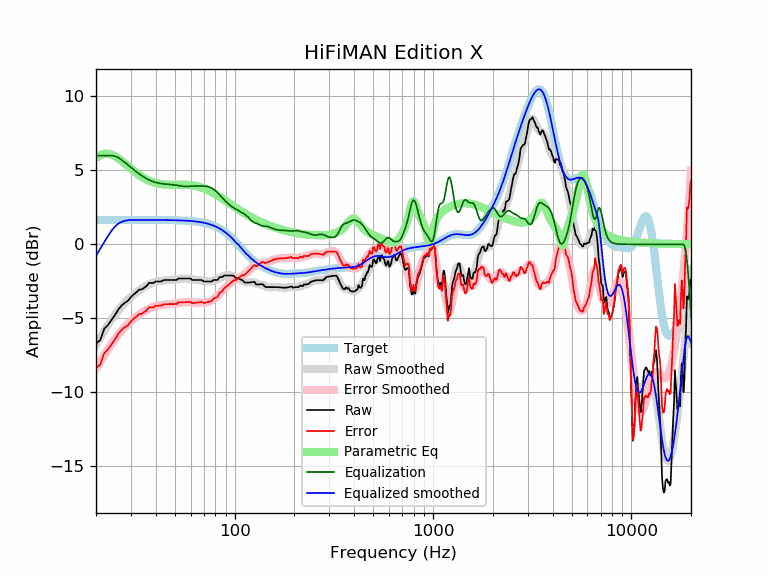 HiFiMAN Edition X
Amplitude (dBr)
10
5
0
−5
−10
−15
Target
Raw Smoothed
Error Smoothed
Raw
Error
Parametric Eq
Equalization
Equalized smoothed
100
1000
10000
Frequency (Hz)